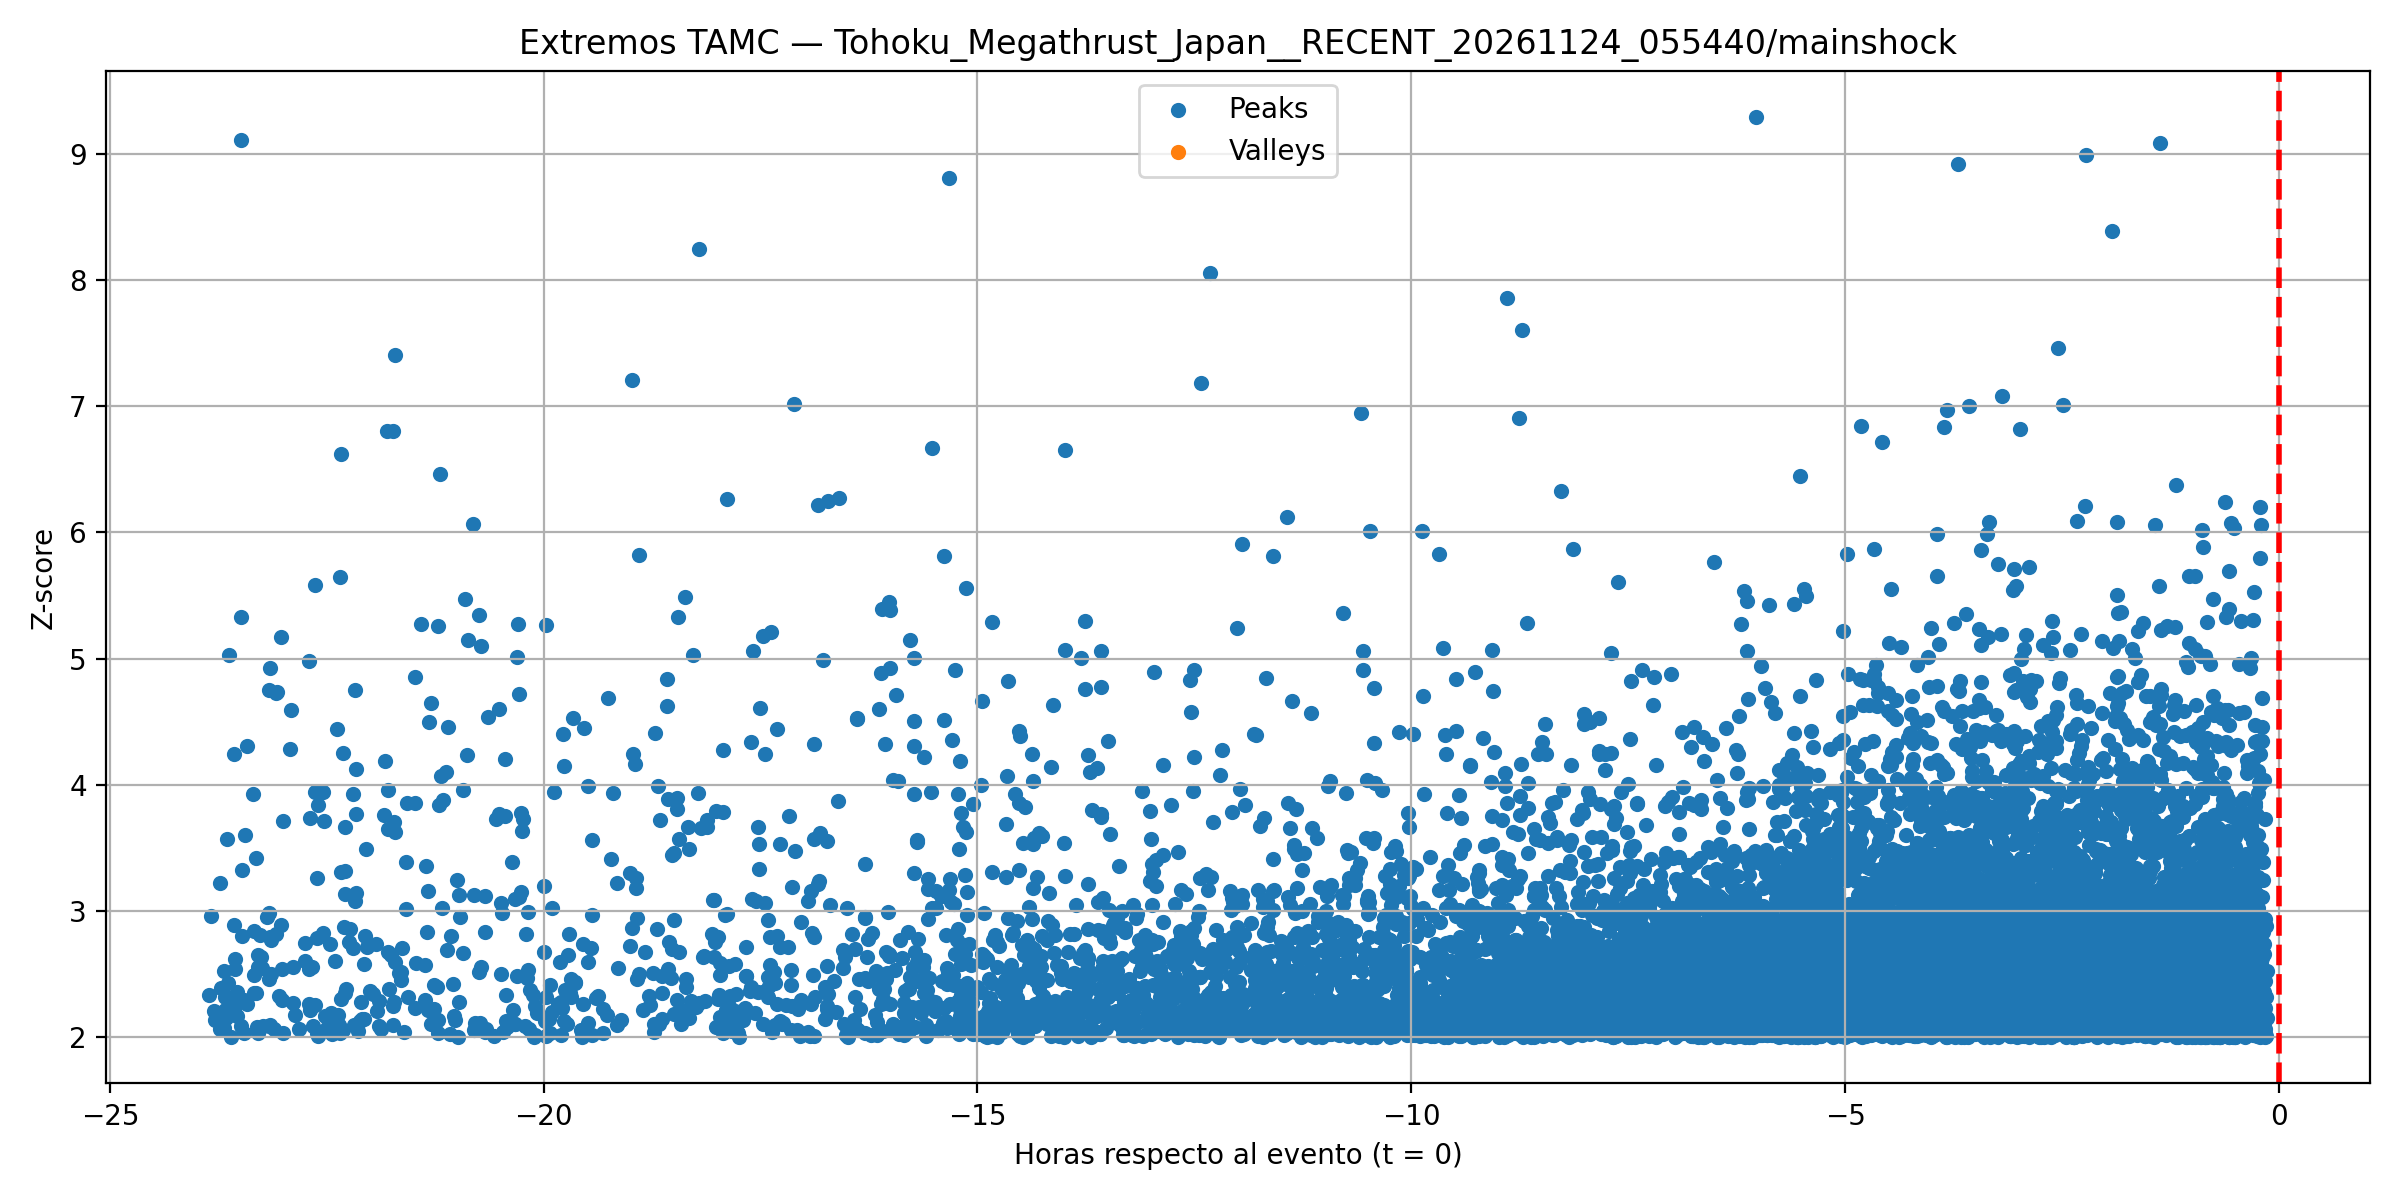 Extremos TAMC — Tohoku_Megathrust_Japan__RECENT_20261124_055440/mainshock
Peaks
Valleys
Z-score
9
8
7
6
5
4
3
2
−25 −20 −15 −10 −5 0
Horas respecto al evento (t = 0)